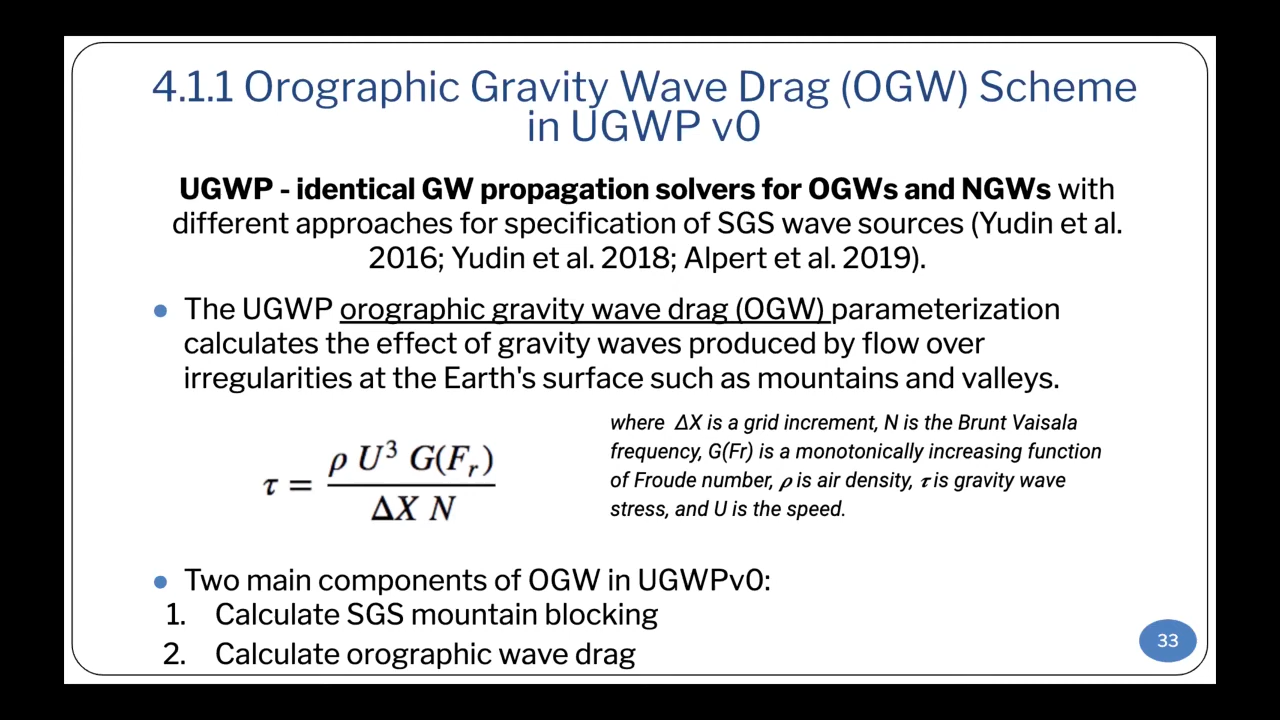 4.1.1 Orographic Gravity Wave Drag (OGW) Scheme
in UGWP v0
UGWP - identical GW propagation solvers for OGWs and NGWs with
different approaches for specification of SGS wave sources (Yudin et al.
2016; Yudin et al. 2018; Alpert et al. 2019).
• The UGWP orographic gravity wave drag (OGW) parameterization
calculates the effect of gravity waves produced by flow over
irregularities at the Earth's surface such as mountains and valleys.
τ = ρ U³ G(Fᵣ) / ΔX N
where ΔX is a grid increment, N is the Brunt Vaisala
frequency, G(Fr) is a monotonically increasing function
of Froude number, ρ is air density, τ is gravity wave
stress, and U is the speed.
• Two main components of OGW in UGWPv0:
1. Calculate SGS mountain blocking
2. Calculate orographic wave drag
33